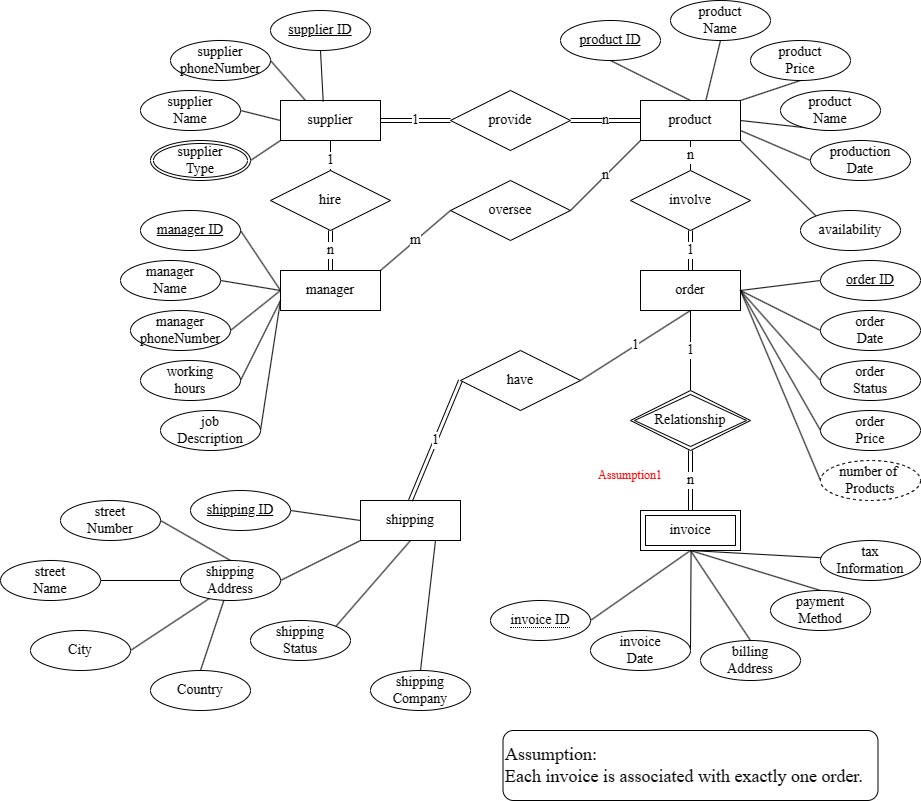 supplier ID
supplier
phoneNumber
supplier
Name
supplier
Type
supplier
1
provide
n
product
product ID
product
Name
product
Price
product
Name
production
Date
availability
1
hire
n
oversee
m
n
n
involve
1
manager ID
manager
Name
manager
phoneNumber
working
hours
job
Description
manager
order
order ID
order
Date
order
Status
order
Price
number of
Products
1
have
1
1
Relationship
Assumption1
n
shipping ID
shipping
street
Number
street
Name
shipping
Address
City
Country
shipping
Status
shipping
Company
invoice
invoice ID
invoice
Date
billing
Address
payment
Method
tax
Information
Assumption:
Each invoice is associated with exactly one order.